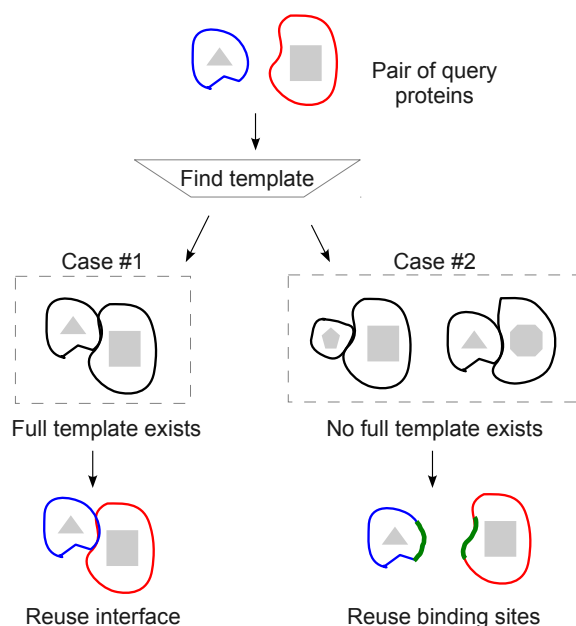 Pair of query
proteins
Find template
Case #1
Case #2
Full template exists
No full template exists
Reuse interface
Reuse binding sites